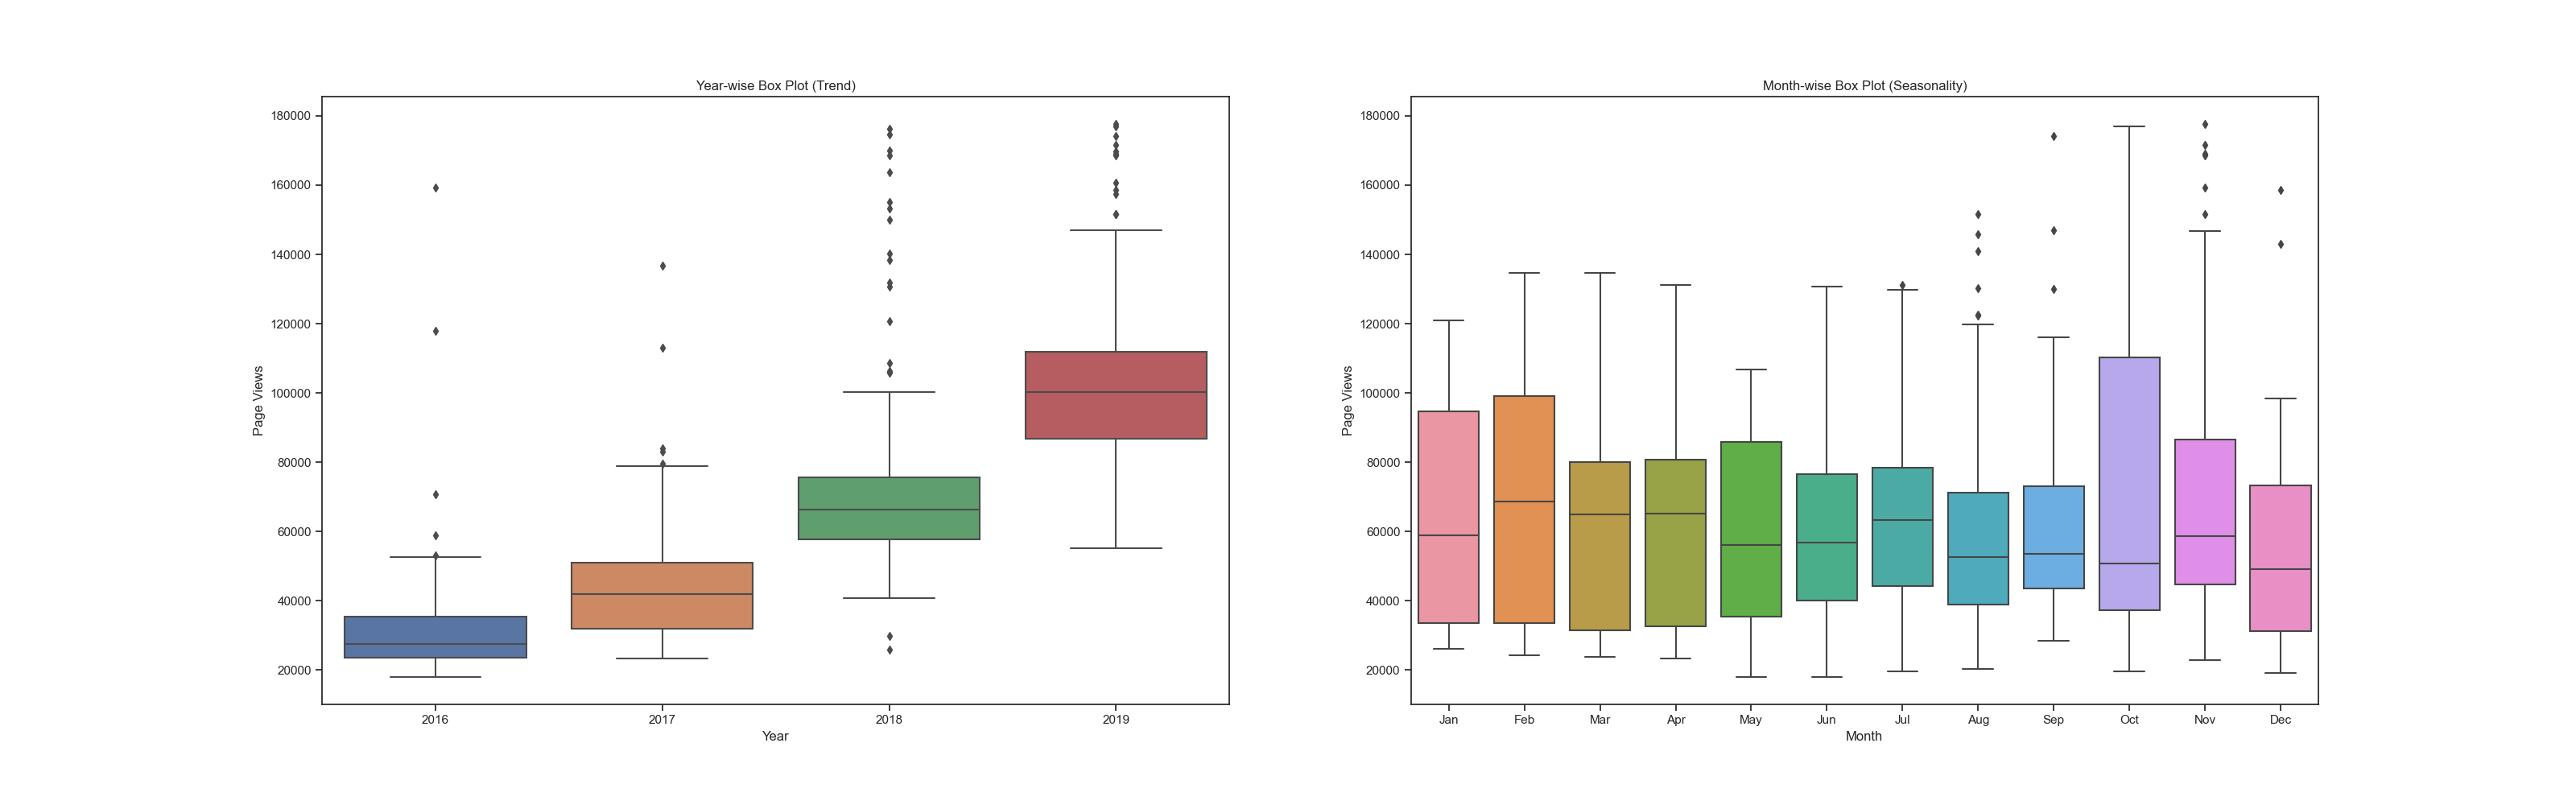 Year-wise Box Plot (Trend)
180000
160000
140000
120000
100000
80000
60000
40000
20000
Page Views
2016 2017 2018 2019
Year
Month-wise Box Plot (Seasonality)
180000
160000
140000
120000
100000
80000
60000
40000
20000
Page Views
Jan Feb Mar Apr May Jun Jul Aug Sep Oct Nov Dec
Month